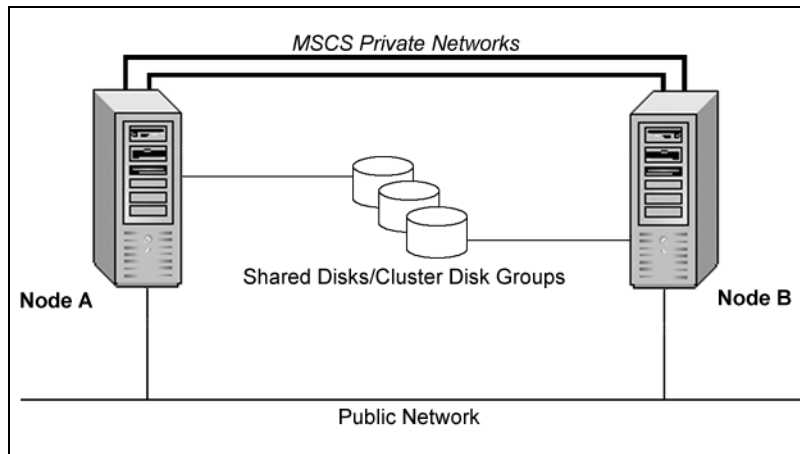 MSCS Private Networks
Shared Disks/Cluster Disk Groups
Node A
Node B
Public Network